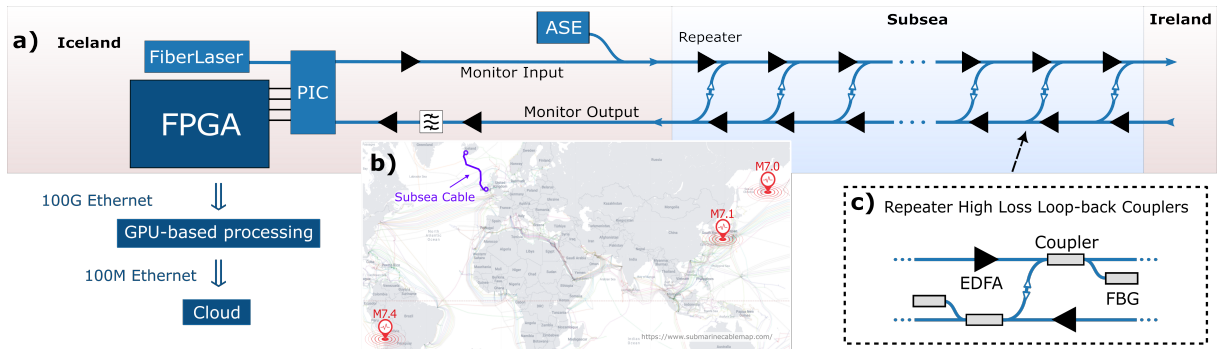 a)
Iceland
Subsea
Ireland
ASE
Repeater
FiberLaser
Monitor Input
PIC
FPGA
Monitor Output
100G Ethernet
GPU-based processing
100M Ethernet
Cloud
b)
Subsea Cable
M7.0
M7.1
M7.4
https://www.submarinecablemap.com/
c)
Repeater High Loss Loop-back Couplers
Coupler
EDFA
FBG